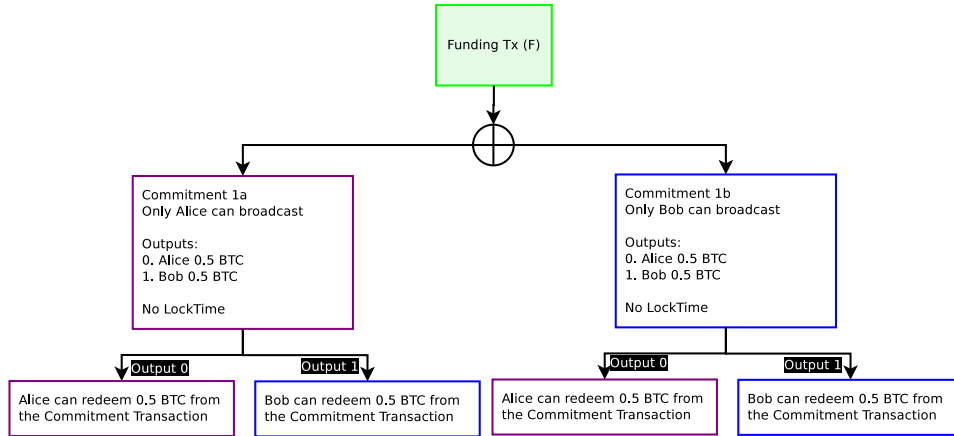 Funding Tx (F)
Commitment 1a
Only Alice can broadcast
Outputs:
0. Alice 0.5 BTC
1. Bob 0.5 BTC
No LockTime
Commitment 1b
Only Bob can broadcast
Outputs:
0. Alice 0.5 BTC
1. Bob 0.5 BTC
No LockTime
Output 0
Output 1
Output 0
Output 1
Alice can redeem 0.5 BTC from
the Commitment Transaction
Bob can redeem 0.5 BTC from
the Commitment Transaction
Alice can redeem 0.5 BTC from
the Commitment Transaction
Bob can redeem 0.5 BTC from
the Commitment Transaction